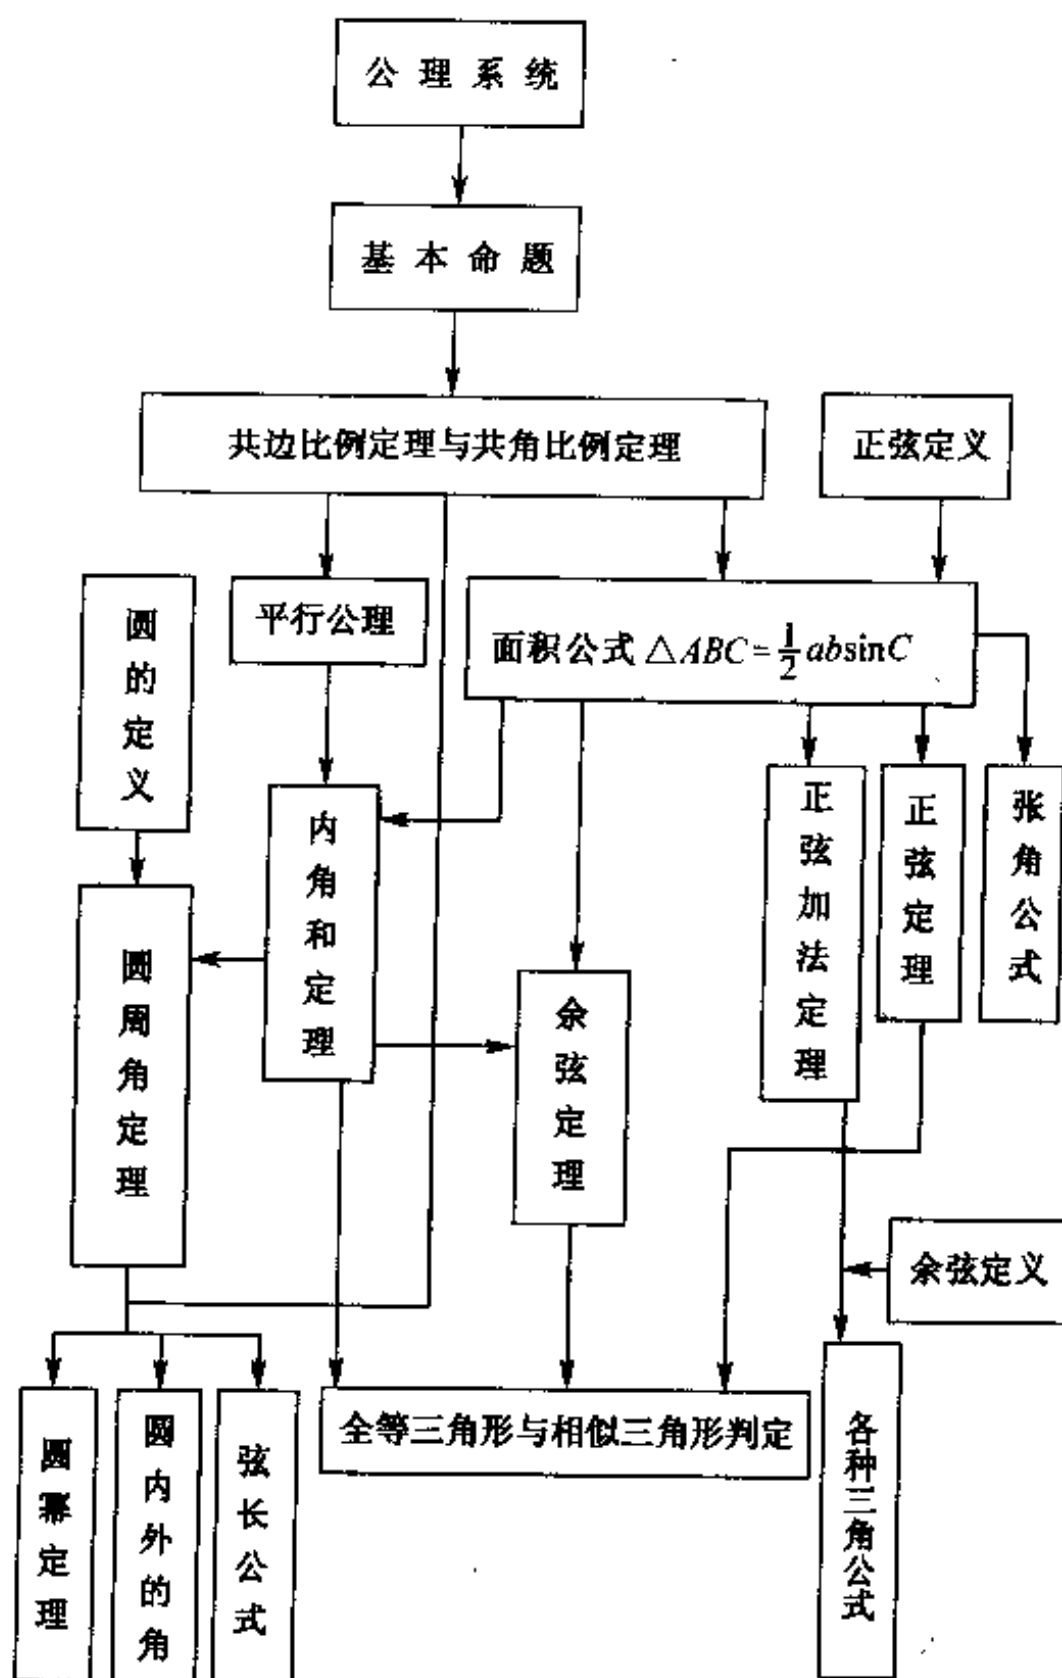 公理系统
基本命题
共边比例定理与共角比例定理
正弦定义
圆的定义
平行公理
面积公式 △ABC = 1/2 ab sin C
内角和定理
正弦加法定理
正弦定理
张角公式
圆周角定理
余弦定理
余弦定义
圆幂定理
圆内外的角
弦长公式
全等三角形与相似三角形判定
各种三角公式